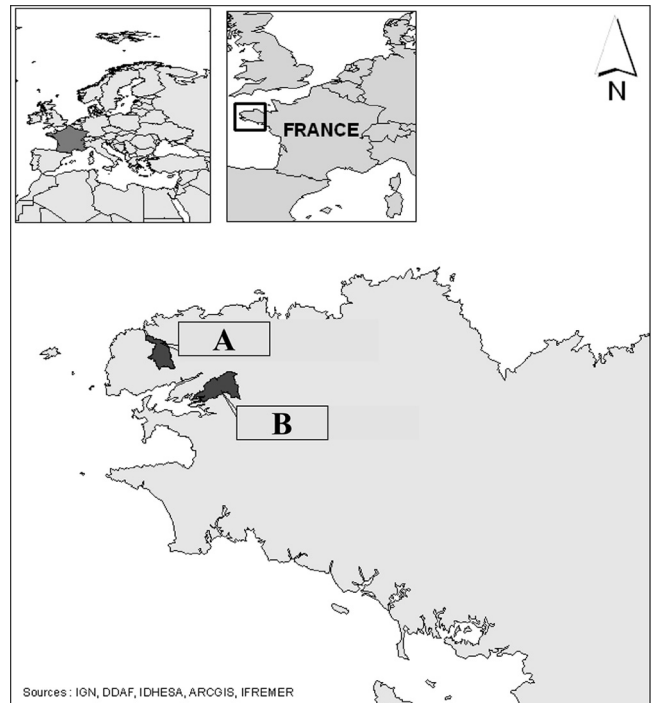 FRANCE
N
A
B
Sources : IGN, DDAF, IDHESA, ARCGIS, IFREMER